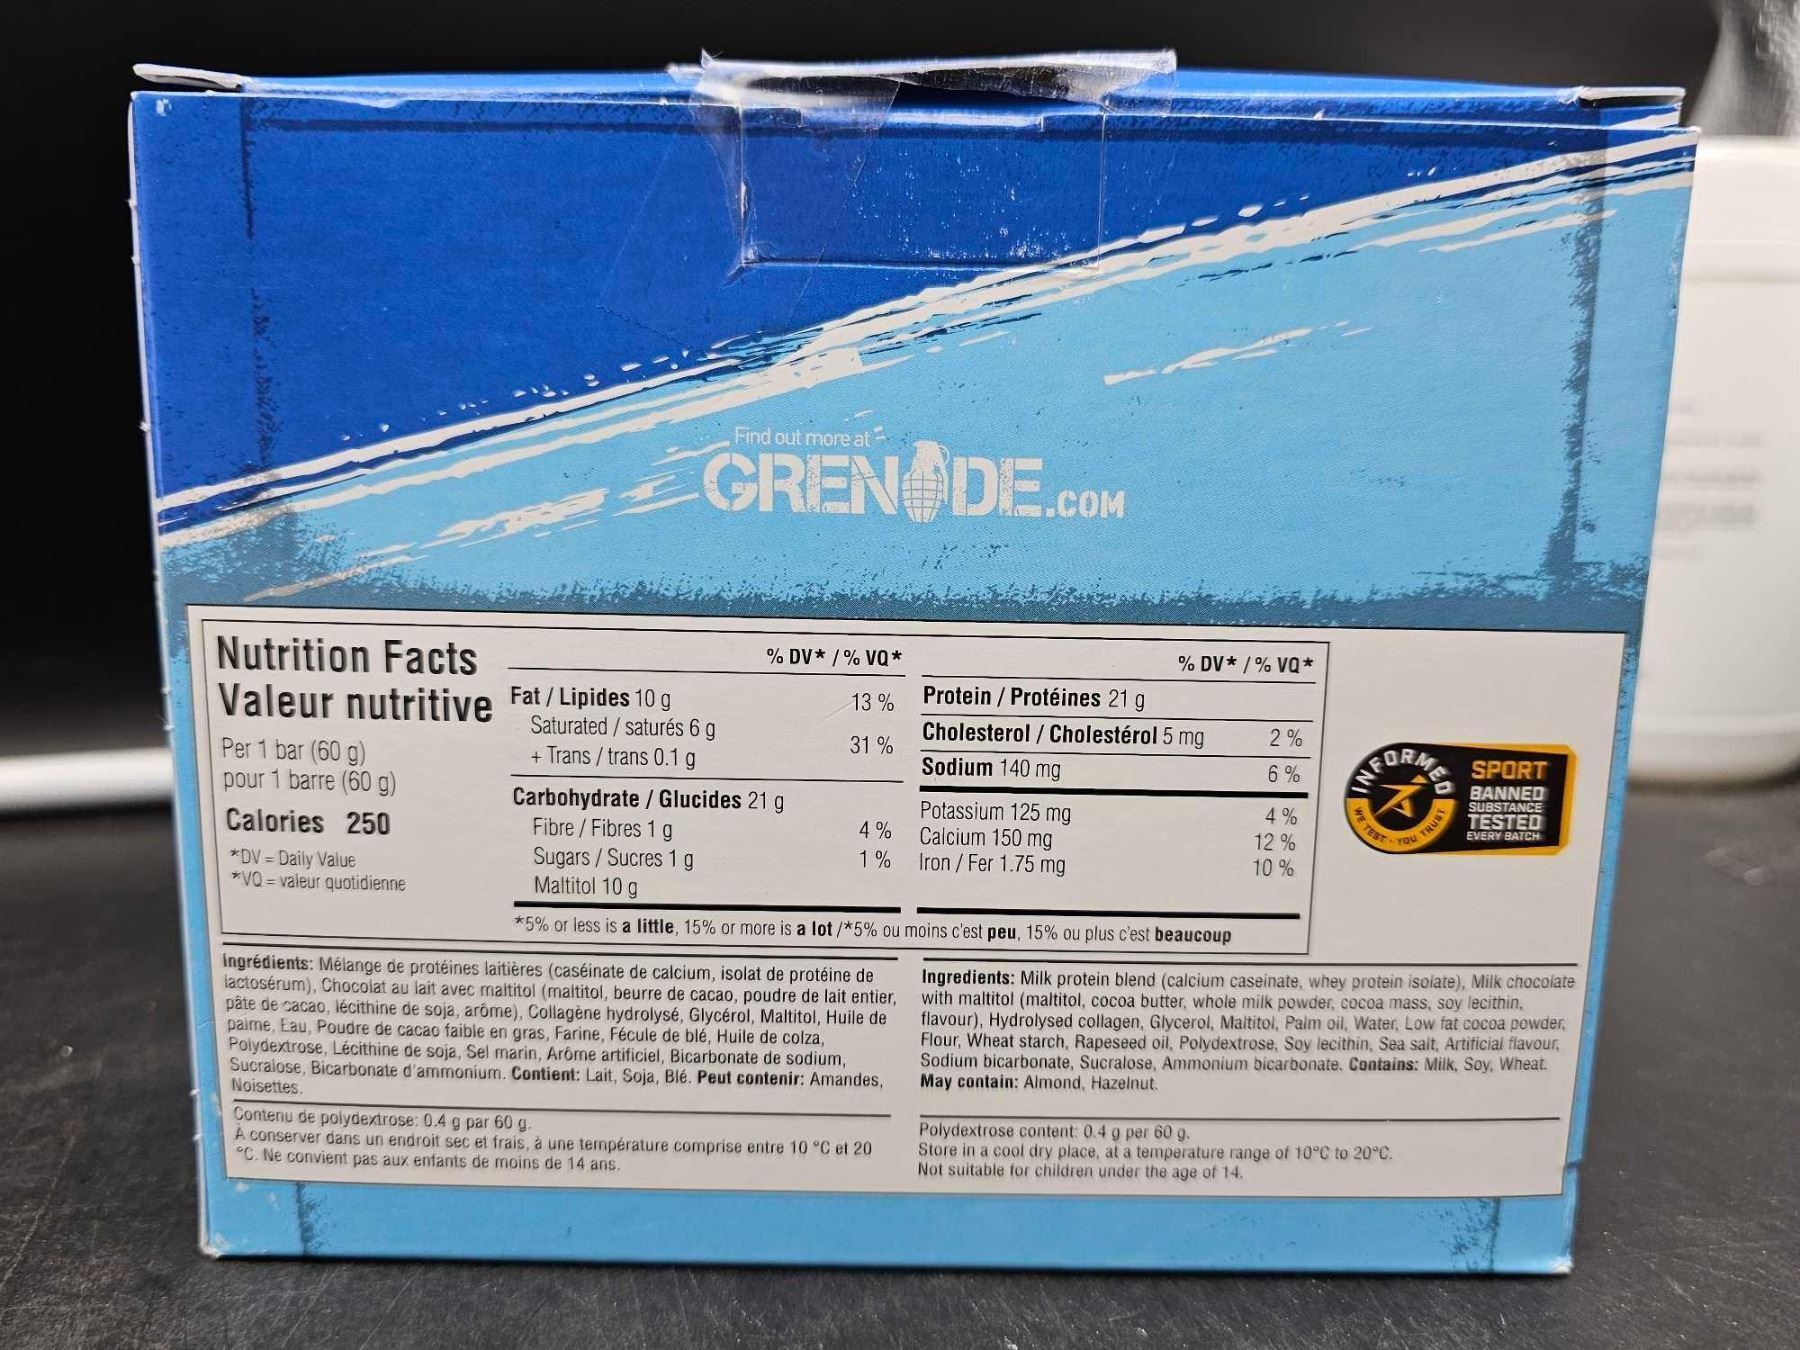 Find out more at
GRENADE.COM
Nutrition Facts
Valeur nutritive
Per 1 bar (60 g)
pour 1 barre (60 g)
Calories 250
*DV = Daily Value
*VQ = valeur quotidienne
% DV* / % VQ*
Fat / Lipides 10 g 13 %
Saturated / saturés 6 g
+ Trans / trans 0.1 g 31 %
Carbohydrate / Glucides 21 g
Fibre / Fibres 1 g 4 %
Sugars / Sucres 1 g 1 %
Maltitol 10 g
% DV* / % VQ*
Protein / Protéines 21 g
Cholesterol / Cholestérol 5 mg 2 %
Sodium 140 mg 6 %
Potassium 125 mg 4 %
Calcium 150 mg 12 %
Iron / Fer 1.75 mg 10 %
*5% or less is a little, 15% or more is a lot /*5% ou moins c'est peu, 15% ou plus c'est beaucoup
INFORMED
WE TEST - YOU TRUST
SPORT
BANNED
SUBSTANCE
TESTED
EVERY BATCH
Ingrédients: Mélange de protéines laitières (caséinate de calcium, isolat de protéine de
lactosérum), Chocolat au lait avec maltitol (maltitol, beurre de cacao, poudre de lait entier,
pâte de cacao, lécithine de soja, arôme), Collagène hydrolysé, Glycérol, Maltitol, Huile de
palme, Eau, Poudre de cacao faible en gras, Farine, Fécule de blé, Huile de colza,
Polydextrose, Lécithine de soja, Sel marin, Arôme artificiel, Bicarbonate de sodium,
Sucralose, Bicarbonate d'ammonium. Contient: Lait, Soja, Blé. Peut contenir: Amandes,
Noisettes.
Contenu de polydextrose: 0.4 g par 60 g.
À conserver dans un endroit sec et frais, à une température comprise entre 10 °C et 20
°C. Ne convient pas aux enfants de moins de 14 ans.
Ingredients: Milk protein blend (calcium caseinate, whey protein isolate), Milk chocolate
with maltitol (maltitol, cocoa butter, whole milk powder, cocoa mass, soy lecithin,
flavour), Hydrolysed collagen, Glycerol, Maltitol, Palm oil, Water, Low fat cocoa powder,
Flour, Wheat starch, Rapeseed oil, Polydextrose, Soy lecithin, Sea salt, Artificial flavour,
Sodium bicarbonate, Sucralose, Ammonium bicarbonate. Contains: Milk, Soy, Wheat.
May contain: Almond, Hazelnut.
Polydextrose content: 0.4 g per 60 g.
Store in a cool dry place, at a temperature range of 10°C to 20°C.
Not suitable for children under the age of 14.